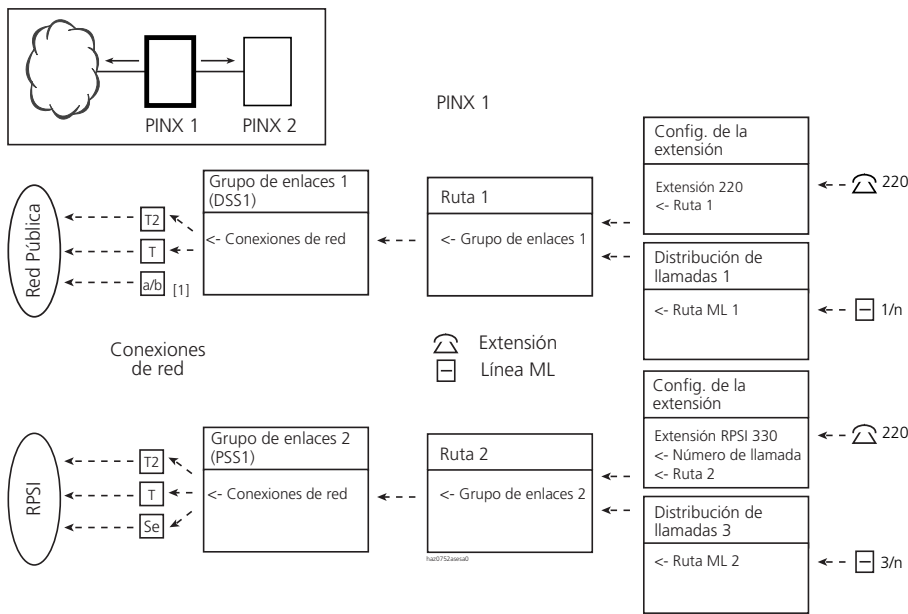 PINX 1
PINX 2
PINX 1
Red Pública
T2
T
a/b
[1]
Grupo de enlaces 1
(DSS1)
<- Conexiones de red
Ruta 1
<- Grupo de enlaces 1
Config. de la
extensión
Extensión 220
<- Ruta 1
220
Distribución de
llamadas 1
<- Ruta ML 1
1/n
Conexiones
de red
Extensión
Línea ML
RPSI
T2
T
Se
Grupo de enlaces 2
(PSS1)
<- Conexiones de red
Ruta 2
<- Grupo de enlaces 2
haz0752asesa0
Config. de la
extensión
Extensión RPSI 330
<- Número de llamada
<- Ruta 2
220
Distribución de
llamadas 3
<- Ruta ML 2
3/n